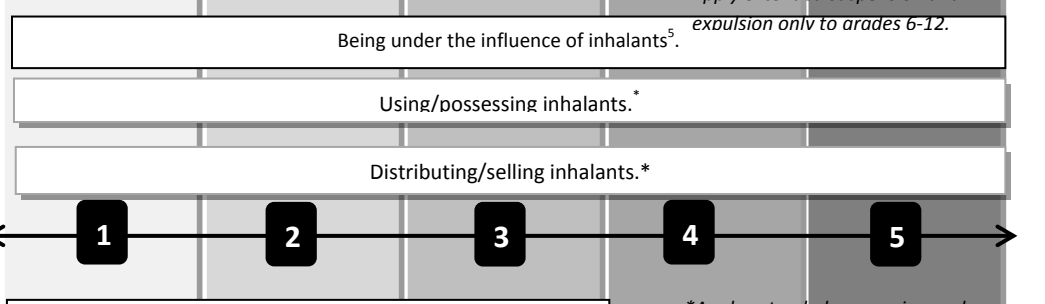 expulsion only to grades 6-12.
Being under the influence of inhalants⁵.
Using/possessing inhalants.*
Distributing/selling inhalants.*
1 2 3 4 5